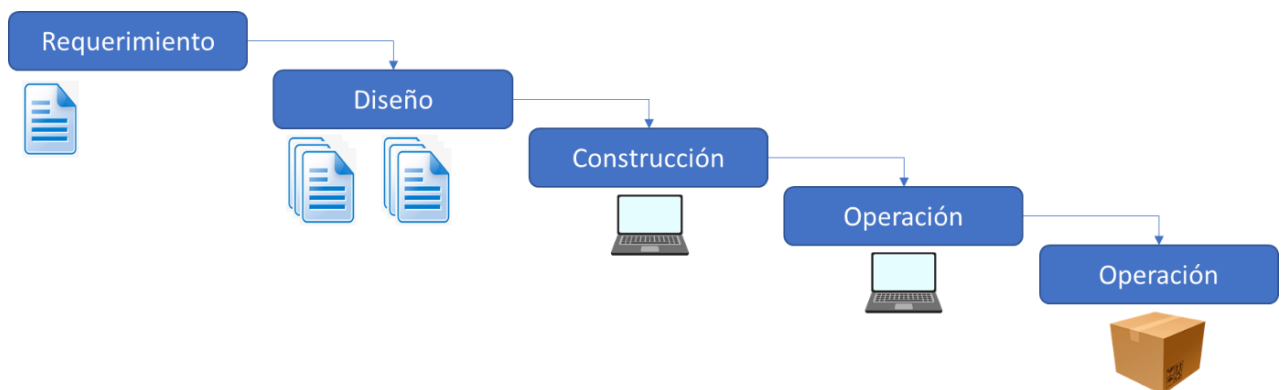 Requerimiento
Diseño
Construcción
Operación
Operación